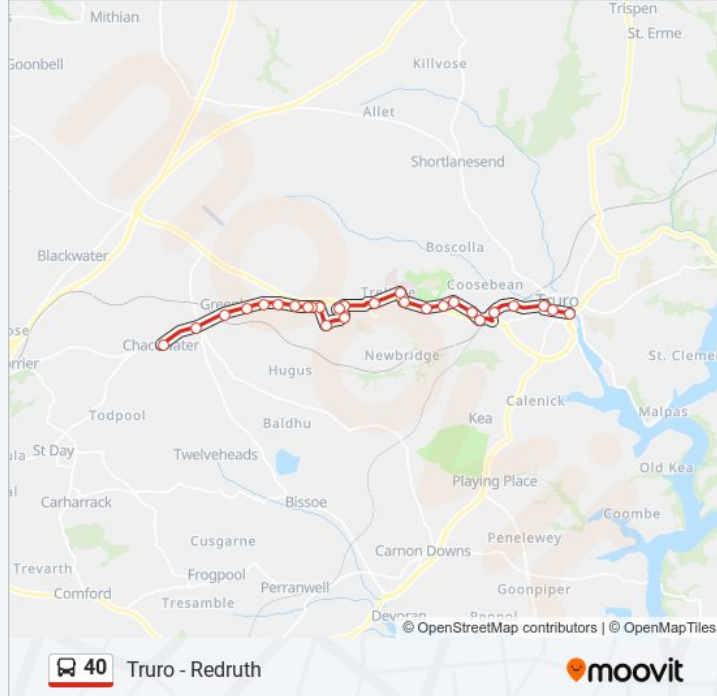 Mithian
Trispen
St. Erme
Goonbell
Killvose
Allet
Shortlanesend
Boscolla
Blackwater
Coosebean
Truro
Chacewater
Newbridge
St. Cleme
Hugus
Calenick
Malpas
Todpool
Baldhu
Kea
St Day
Twelveheads
Old Kea
Playing Place
Carharrack
Bissoe
Coombe
Cusgarne
Penelewey
Carnon Downs
Trevarth
Frogpool
Perranwell
Goonpiper
Comford
Tresamble
Devoran
© OpenStreetMap contributors | © OpenMapTiles
40 Truro - Redruth
moovit